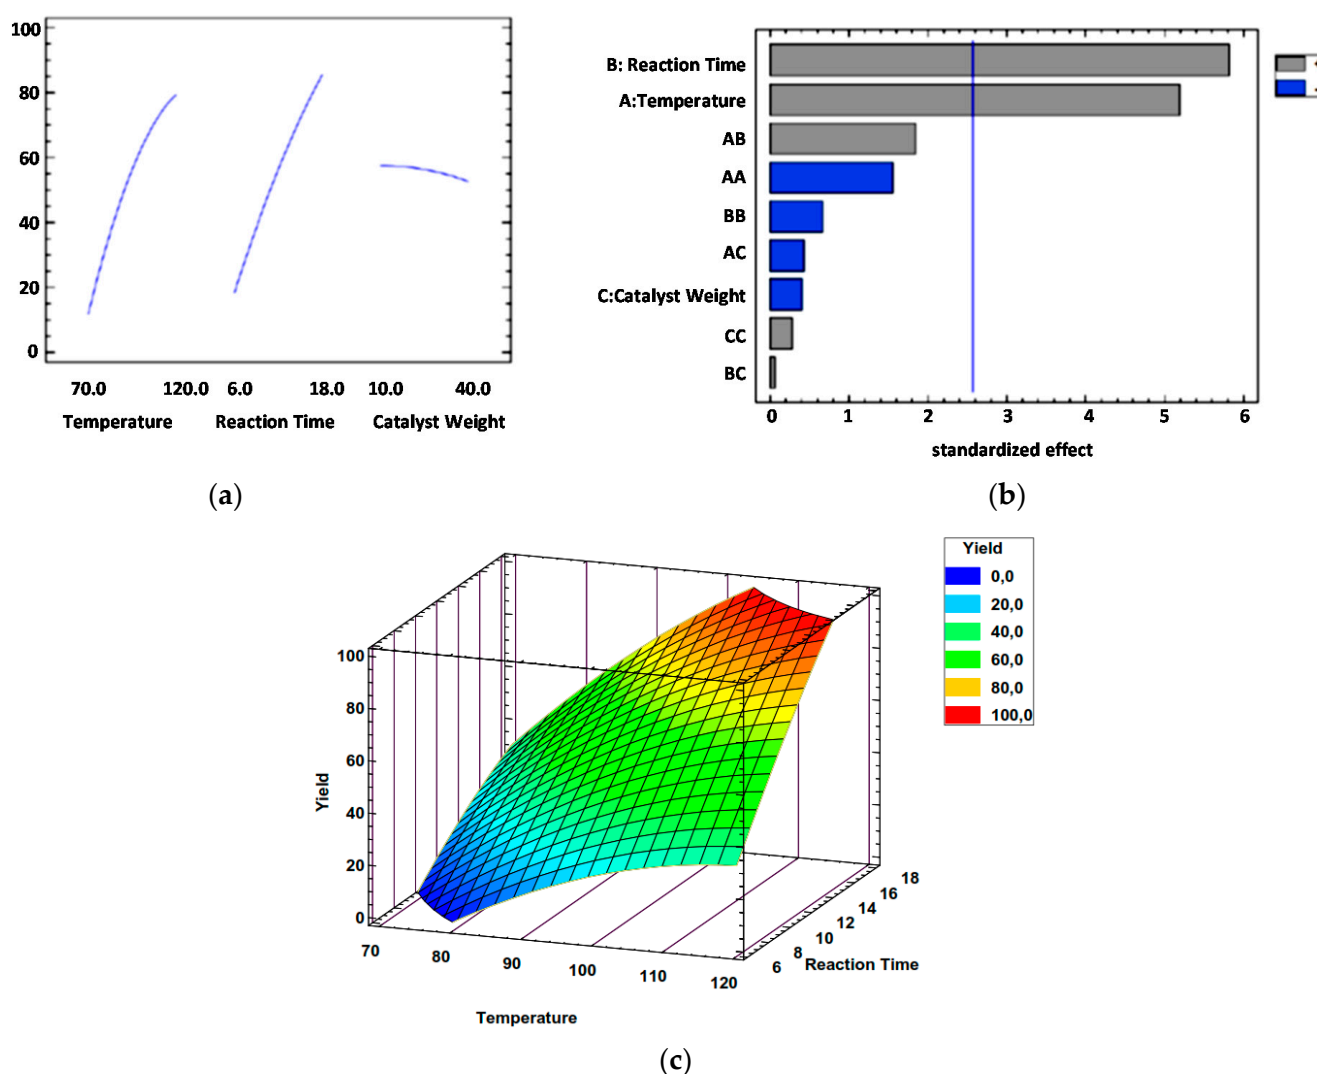 100
80
60
40
20
0
70.0 120.0 6.0 18.0 10.0 40.0
Temperature Reaction Time Catalyst Weight
(a)
B: Reaction Time
A:Temperature
AB
AA
BB
AC
C:Catalyst Weight
CC
BC
0 1 2 3 4 5 6
standardized effect
(b)
Yield
0,0
20,0
40,0
60,0
80,0
100,0
100
80
60
40
20
0
Yield
70 80 90 100 110 120
Temperature
6 8 10 12 14 16 18
Reaction Time
(c)